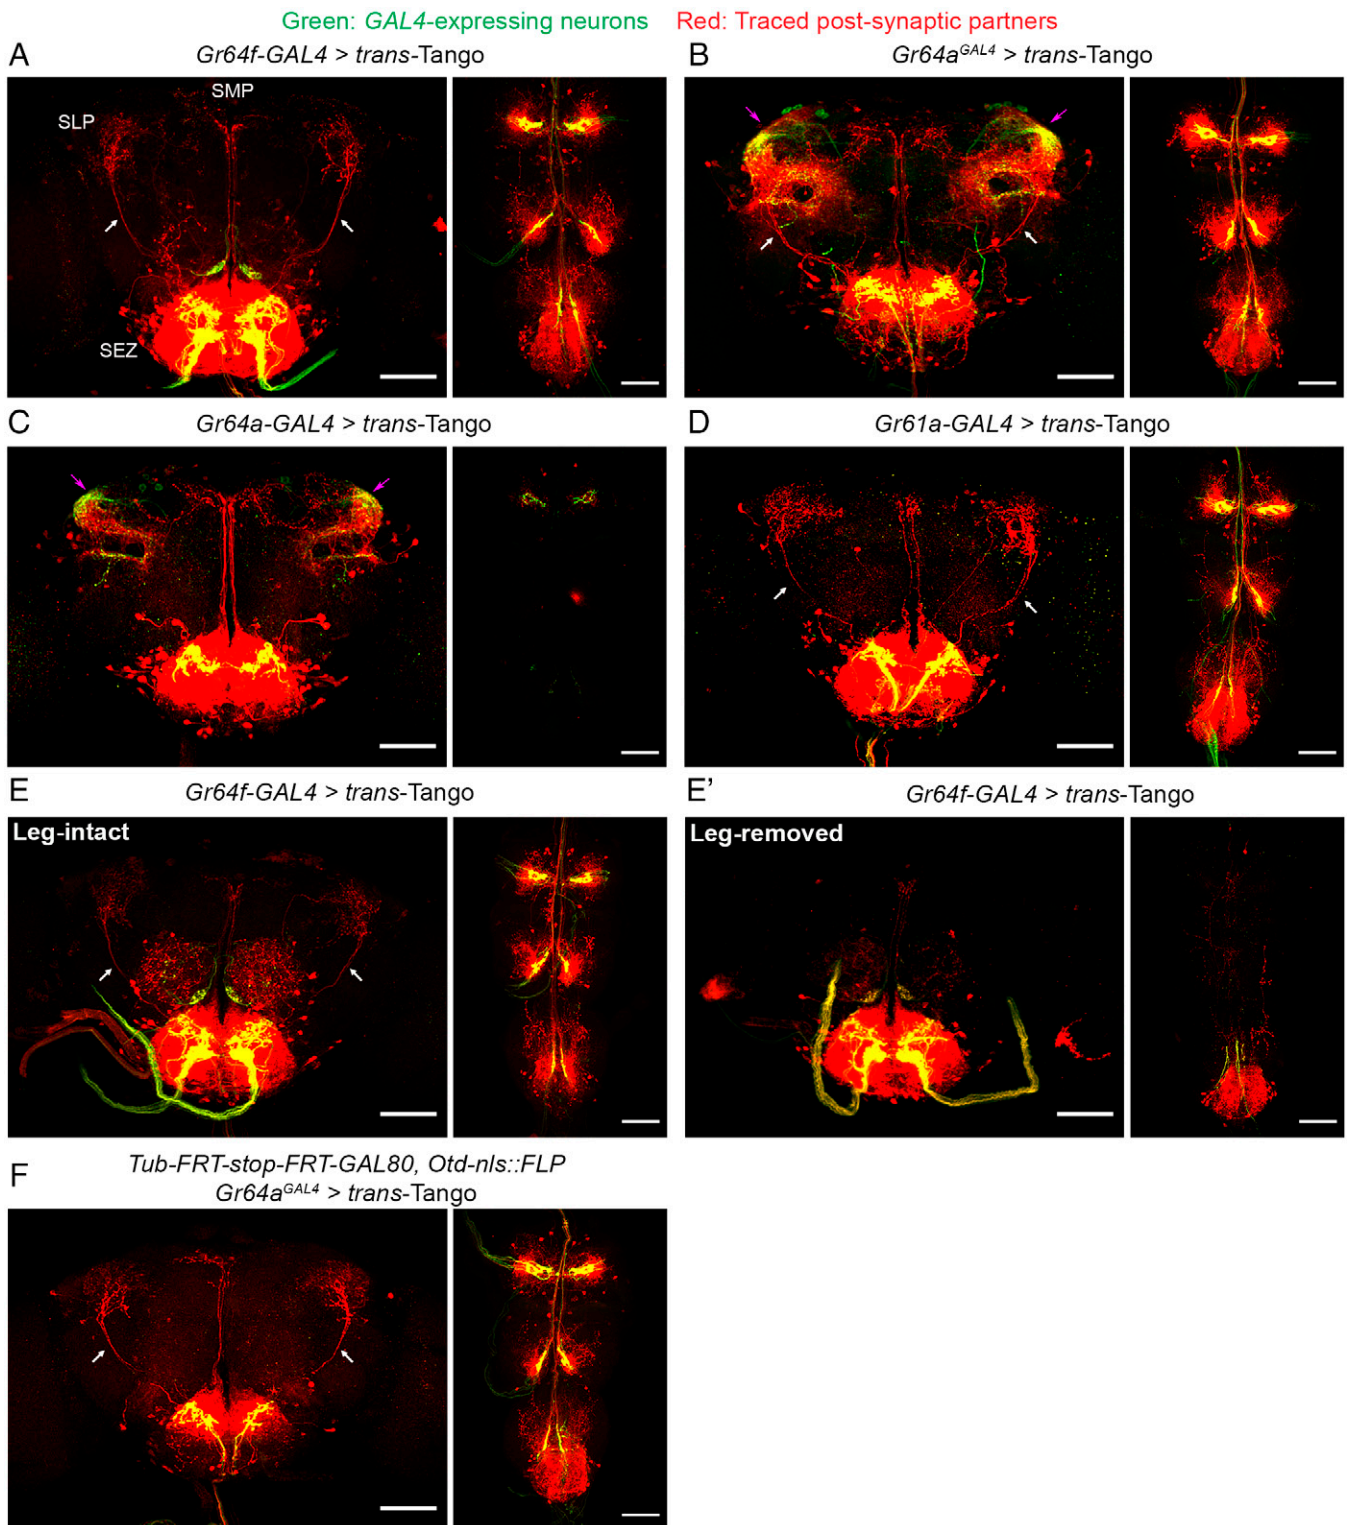 Green: GAL4-expressing neurons Red: Traced post-synaptic partners
A
Gr64f-GAL4 > trans-Tango
SMP
SLP
SEZ
B
Gr64aGAL4 > trans-Tango
C
Gr64a-GAL4 > trans-Tango
D
Gr61a-GAL4 > trans-Tango
E
Gr64f-GAL4 > trans-Tango
Leg-intact
E’
Gr64f-GAL4 > trans-Tango
Leg-removed
F
Tub-FRT-stop-FRT-GAL80, Otd-nls::FLP
Gr64aGAL4 > trans-Tango